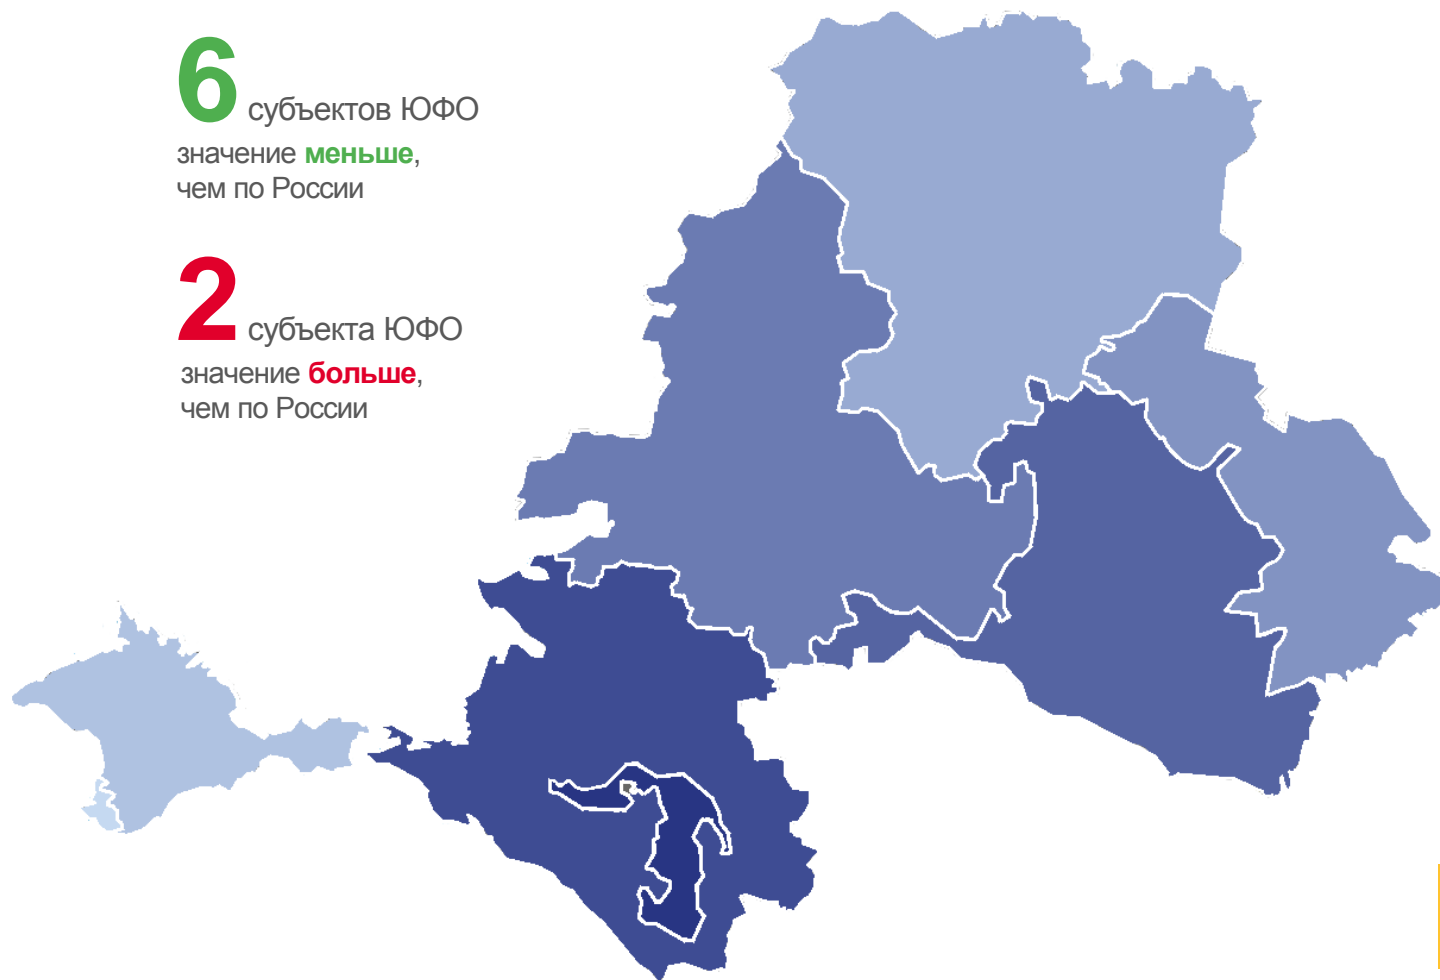 6 субъектов ЮФО
значение меньше,
чем по России
2 субъекта ЮФО
значение больше,
чем по России